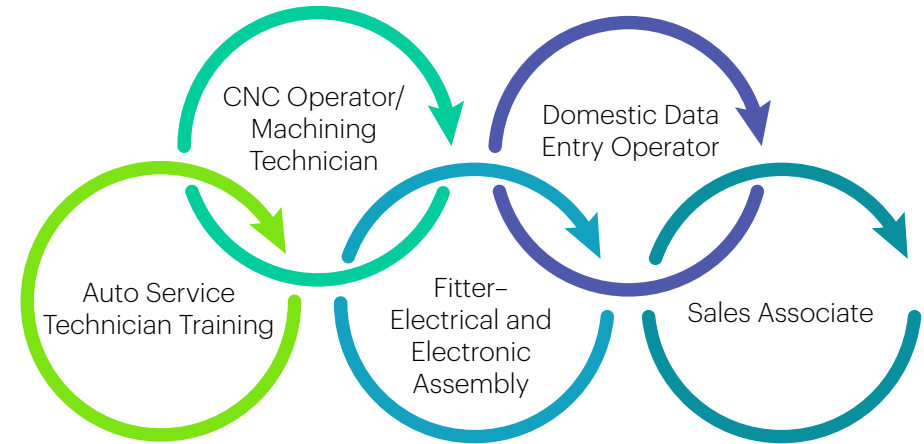 CNC Operator/
Machining
Technician
Domestic Data
Entry Operator
Auto Service
Technician Training
Fitter–
Electrical and
Electronic
Assembly
Sales Associate